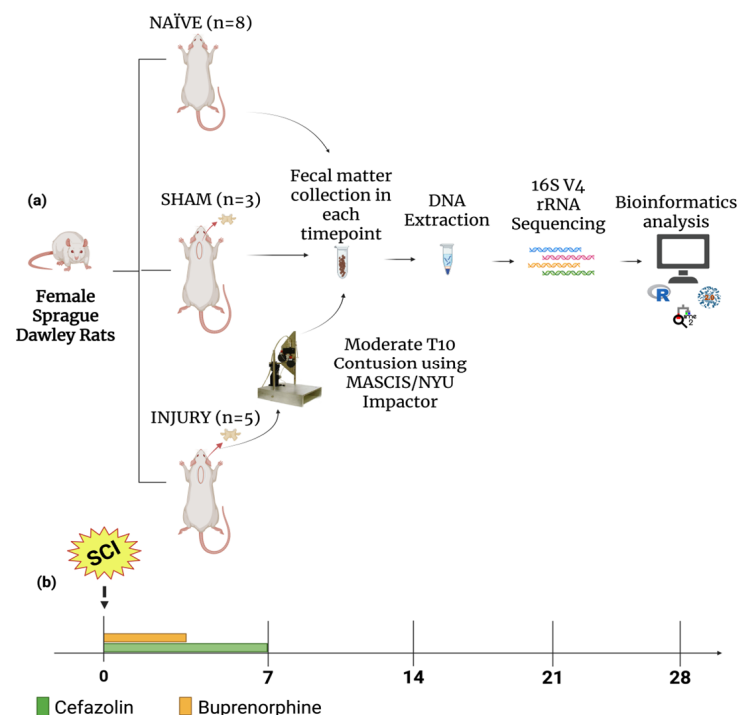 NAÏVE (n=8)
(a)
SHAM (n=3)
Female
Sprague
Dawley Rats
INJURY (n=5)
Fecal matter
collection in
each
timepoint
DNA
Extraction
16S V4
rRNA
Sequencing
Bioinformatics
analysis
R
2
Moderate T10
Contusion using
MASCIS/NYU
Impactor
SCI
(b)
0 7 14 21 28
Cefazolin Buprenorphine